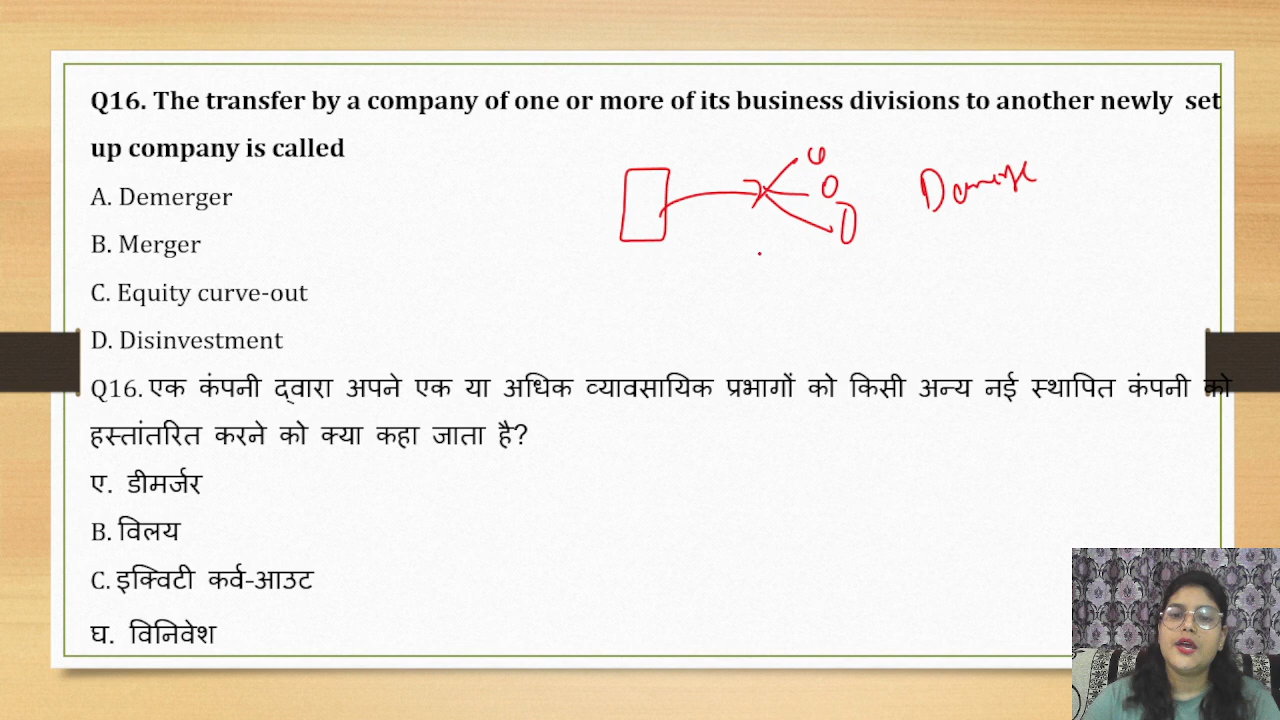 Q16. The transfer by a company of one or more of its business divisions to another newly set
up company is called
A. Demerger
B. Merger
C. Equity curve-out
D. Disinvestment
Q16. एक कंपनी द्वारा अपने एक या अधिक व्यावसायिक प्रभागों को किसी अन्य नई स्थापित कंपनी को
हस्तांतरित करने को क्या कहा जाता है?
ए. डीमर्जर
B. विलय
C. इक्विटी कर्व-आउट
घ. विनिवेश